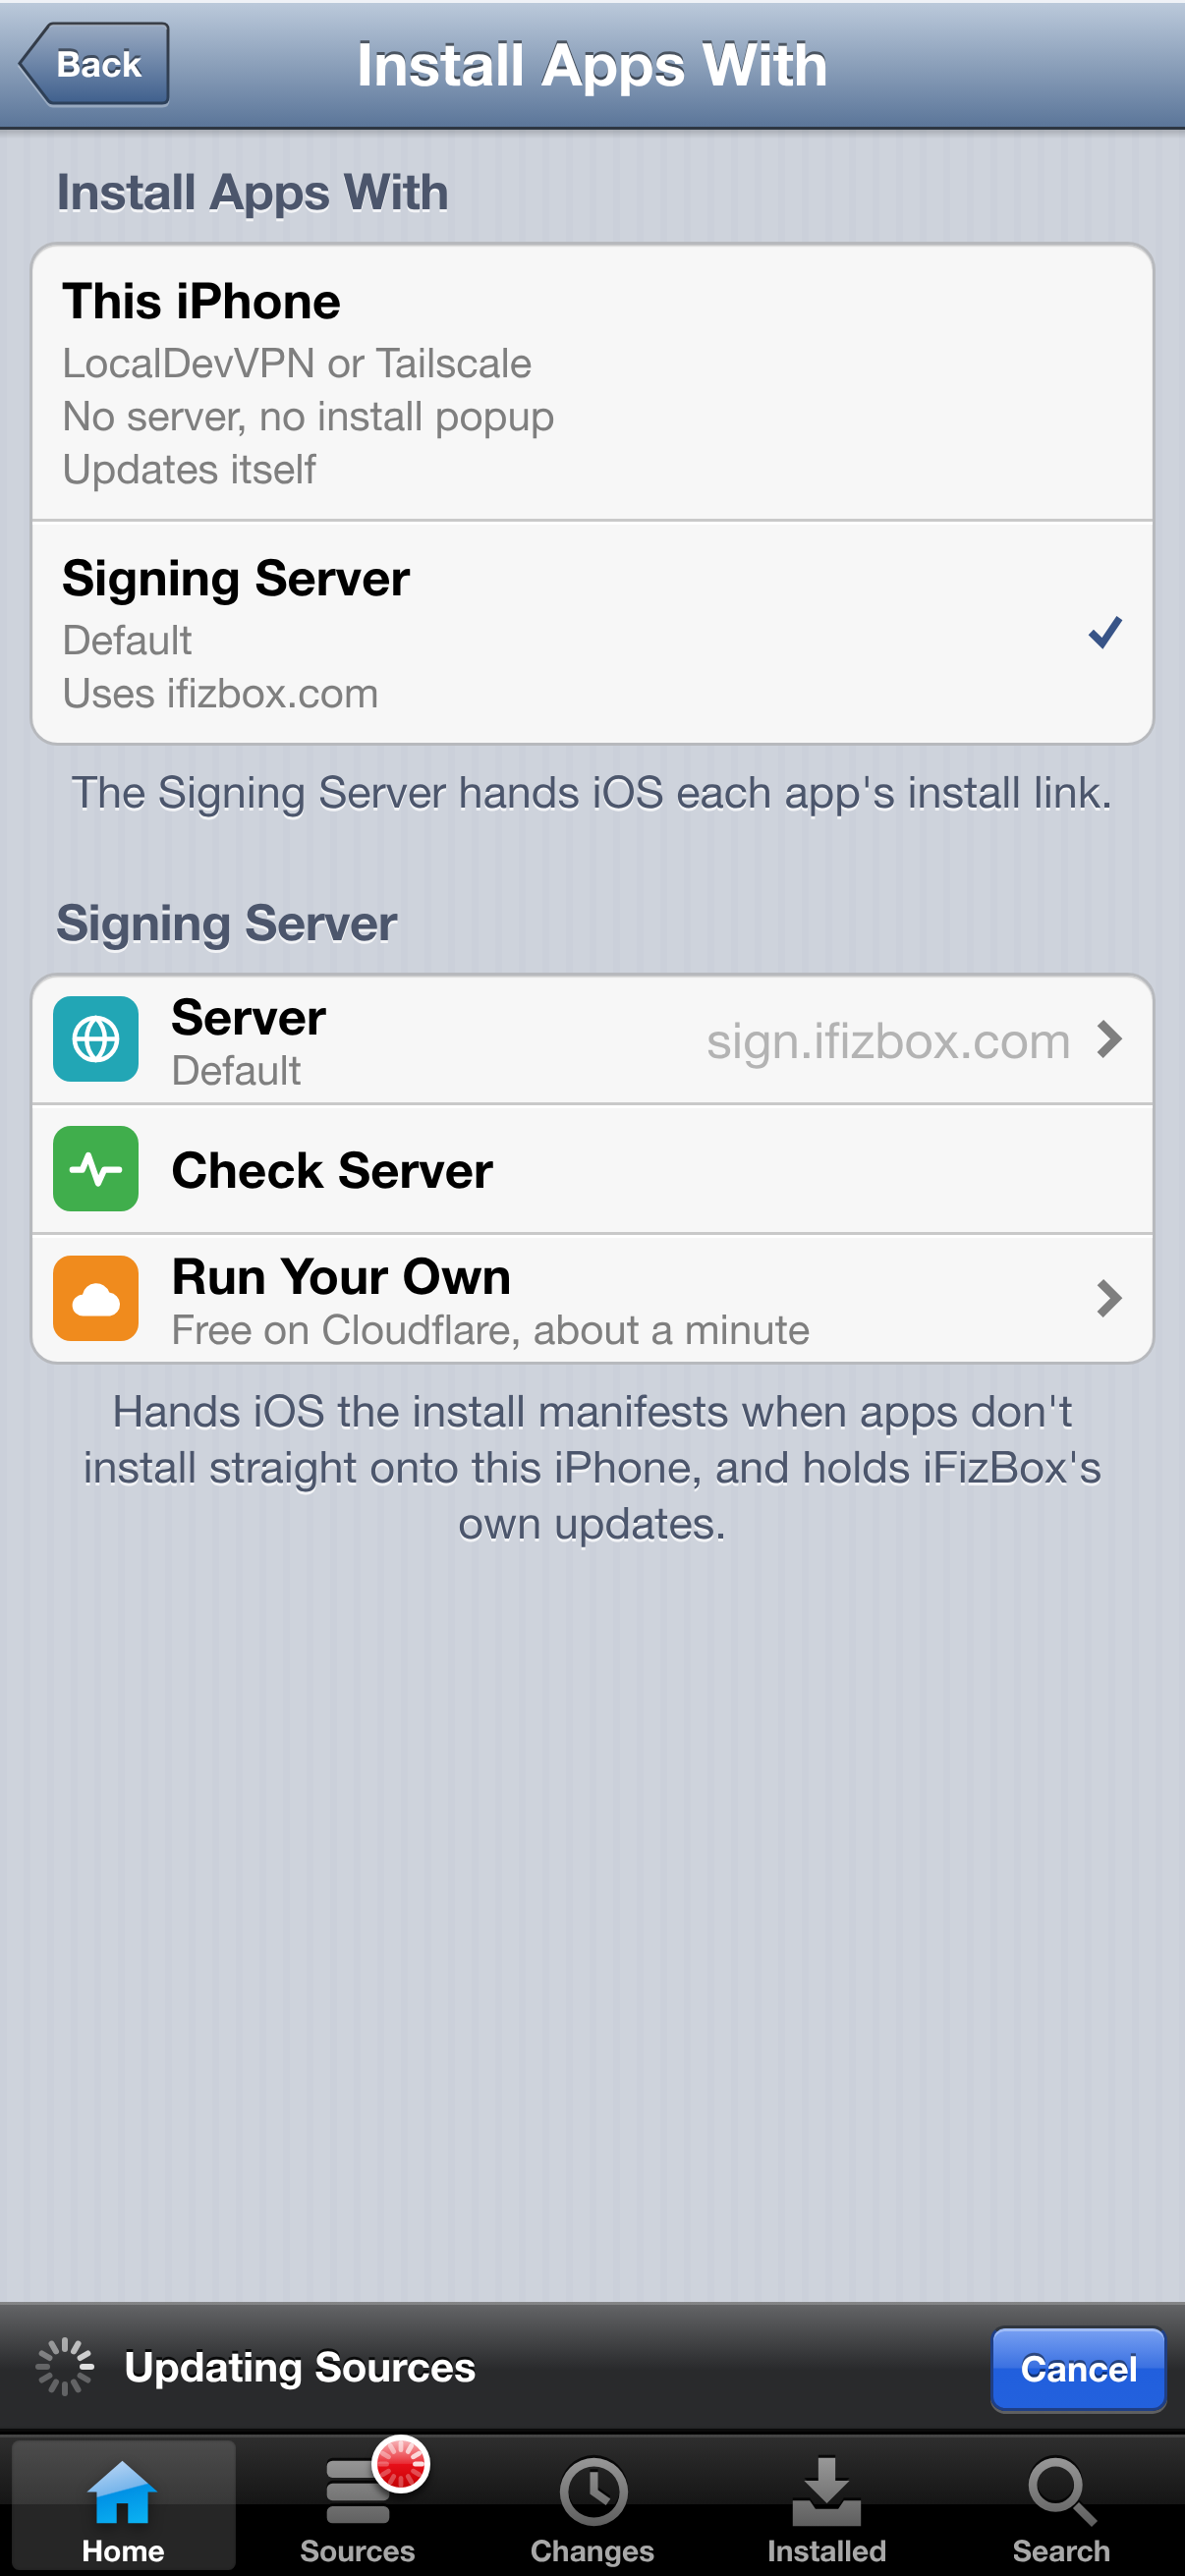 Back
Install Apps With
Install Apps With
This iPhone
LocalDevVPN or Tailscale
No server, no install popup
Updates itself
Signing Server
Default
Uses ifizbox.com
The Signing Server hands iOS each app's install link.
Signing Server
Server
Default
sign.ifizbox.com
Check Server
Run Your Own
Free on Cloudflare, about a minute
Hands iOS the install manifests when apps don't
install straight onto this iPhone, and holds iFizBox's
own updates.
Updating Sources
Cancel
Home
Sources
Changes
Installed
Search